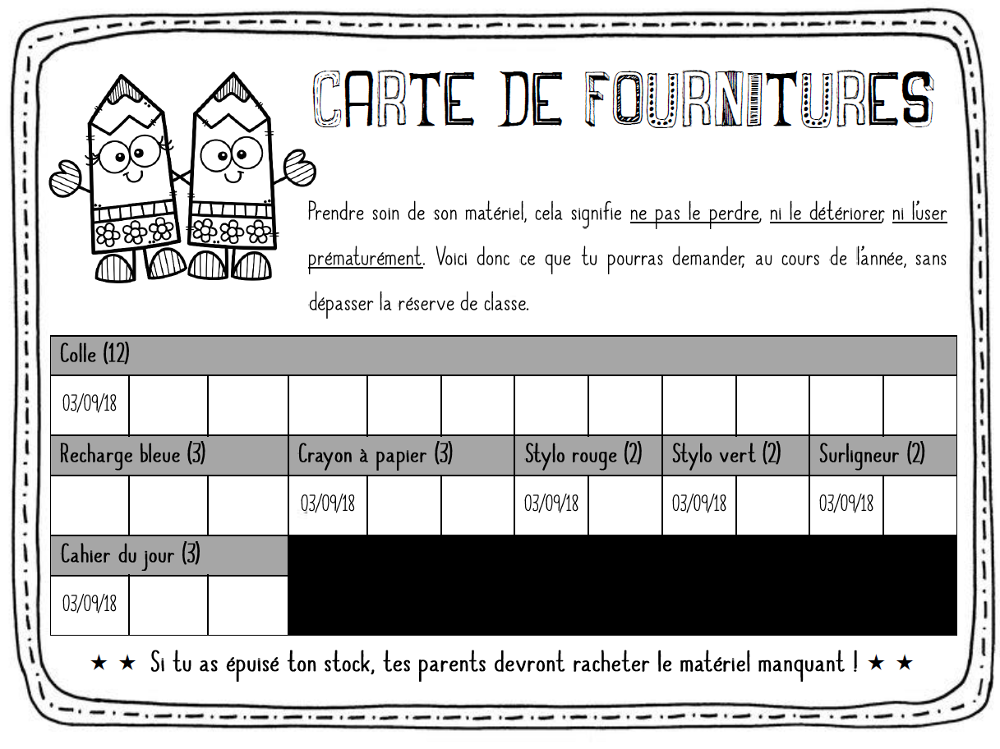 CARTE DE FOURNITURES
Prendre soin de son matériel, cela signifie ne pas le perdre, ni le détériorer, ni l'user
prématurément. Voici donc ce que tu pourras demander, au cours de l'année, sans
dépasser la réserve de classe.
Colle (12)
03/09/18
Recharge bleue (3) Crayon à papier (3) Stylo rouge (2) Stylo vert (2) Surligneur (2)
03/09/18 03/09/18 03/09/18 03/09/18
Cahier du jour (3)
03/09/18
★ ★ Si tu as épuisé ton stock, tes parents devront racheter le matériel manquant ! ★ ★